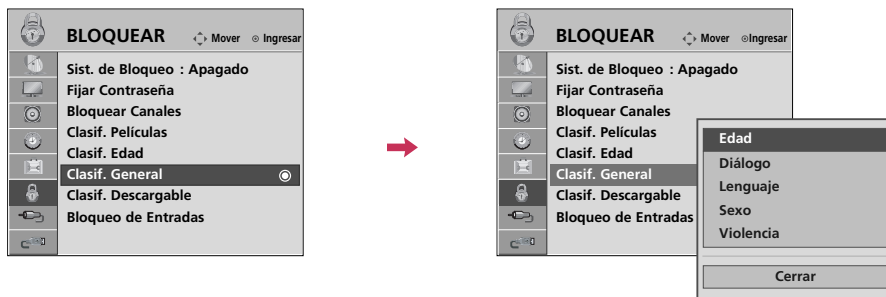 BLOQUEAR Mover Ingresar
Sist. de Bloqueo : Apagado
Fijar Contraseña
Bloquear Canales
Clasif. Películas
Clasif. Edad
Clasif. General
Clasif. Descargable
Bloqueo de Entradas
BLOQUEAR Mover Ingresar
Sist. de Bloqueo : Apagado
Fijar Contraseña
Bloquear Canales
Clasif. Películas
Clasif. Edad
Clasif. General
Clasif. Descargable
Bloqueo de Entradas
Edad
Diálogo
Lenguaje
Sexo
Violencia
Cerrar